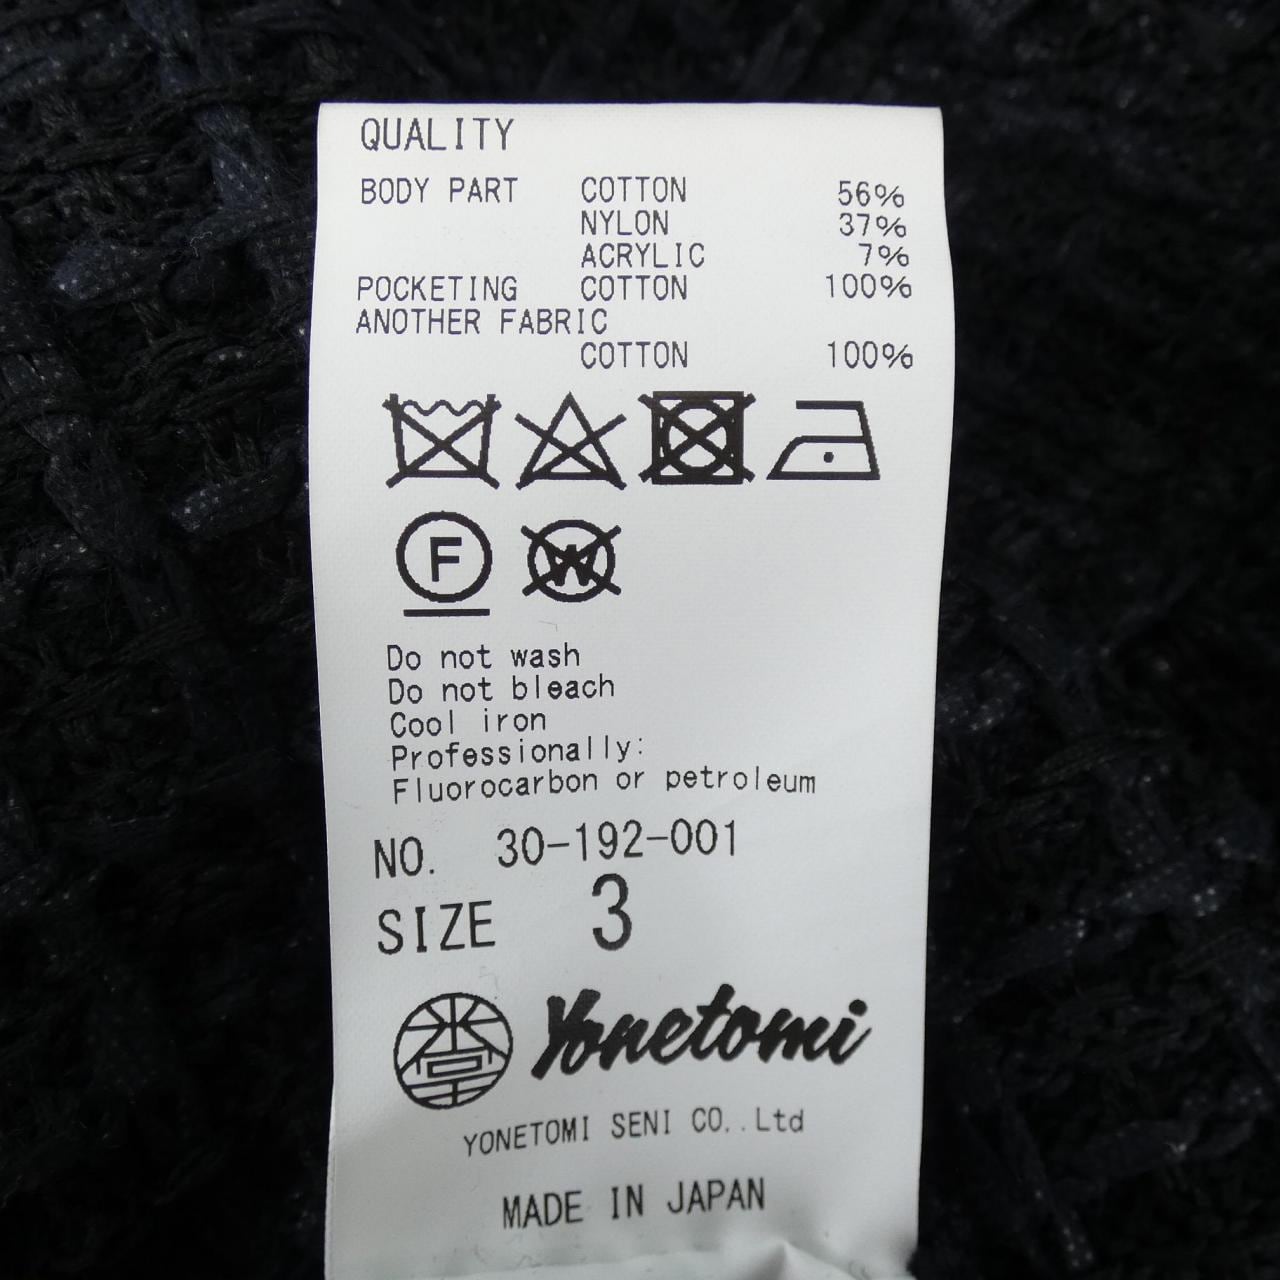 QUALITY
BODY PART COTTON 56%
NYLON 37%
ACRYLIC 7%
POCKETING COTTON 100%
ANOTHER FABRIC
COTTON 100%
F W
Do not wash
Do not bleach
Cool iron
Professionally:
Fluorocarbon or petroleum
NO. 30-192-001
SIZE 3
Yonetomi
YONETOMI SENI CO,.Ltd
MADE IN JAPAN